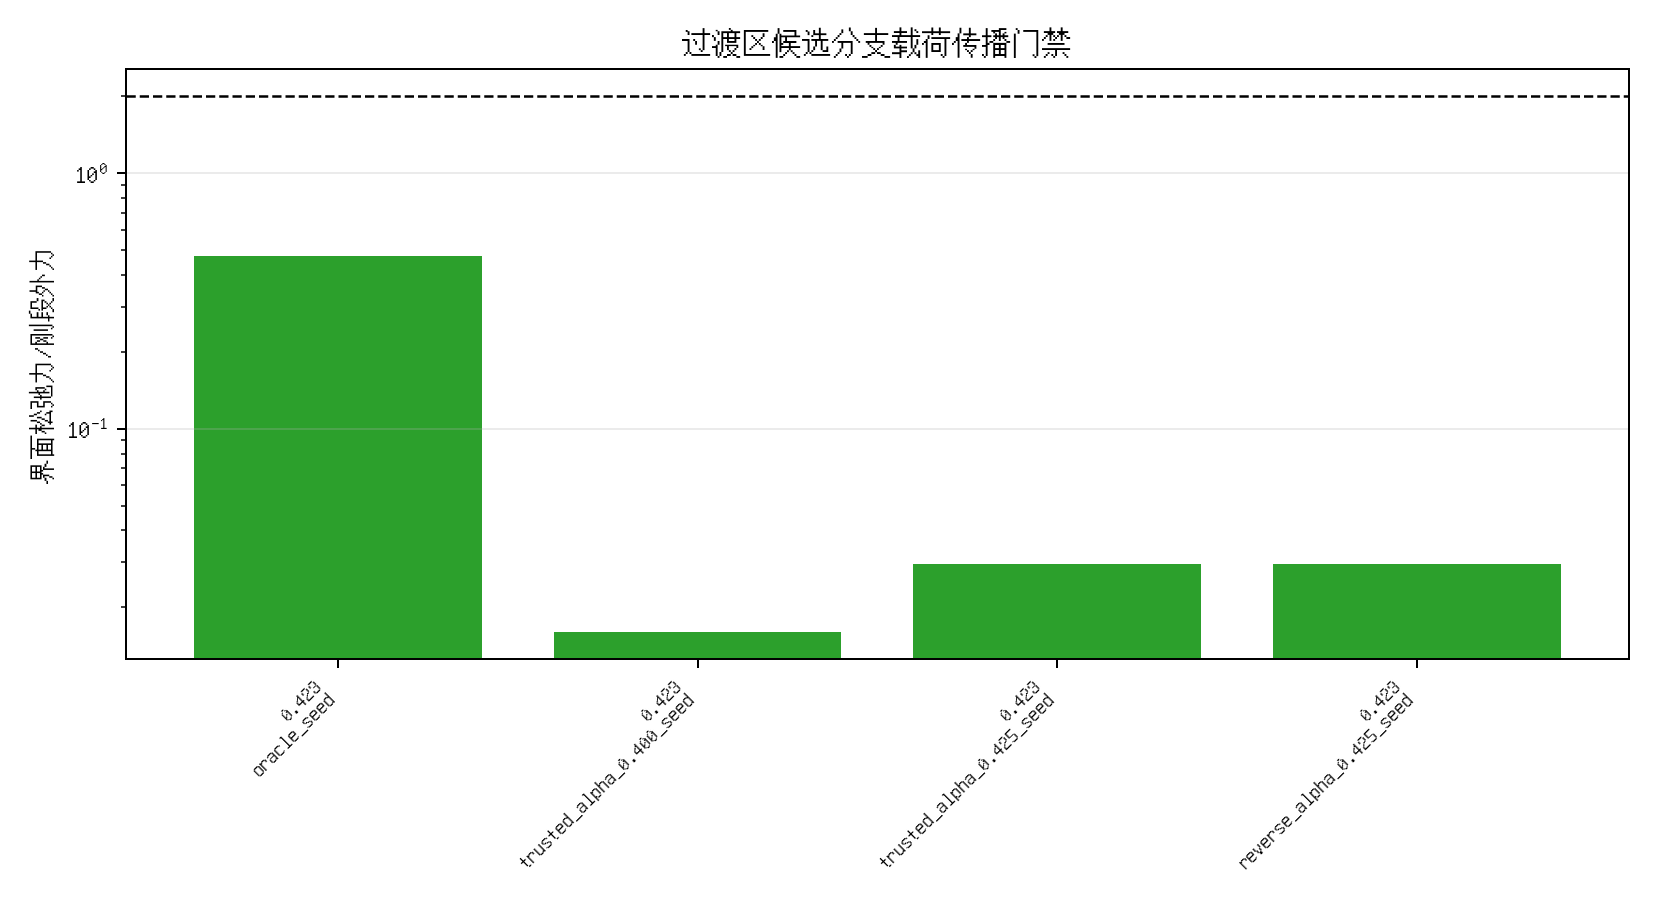 过渡区候选分支载荷传播门禁
界面松弛力/刚段外力
10⁰
10⁻¹
0.423
oracle_seed
0.423
trusted_alpha_0.400_seed
0.423
trusted_alpha_0.425_seed
0.423
reverse_alpha_0.425_seed